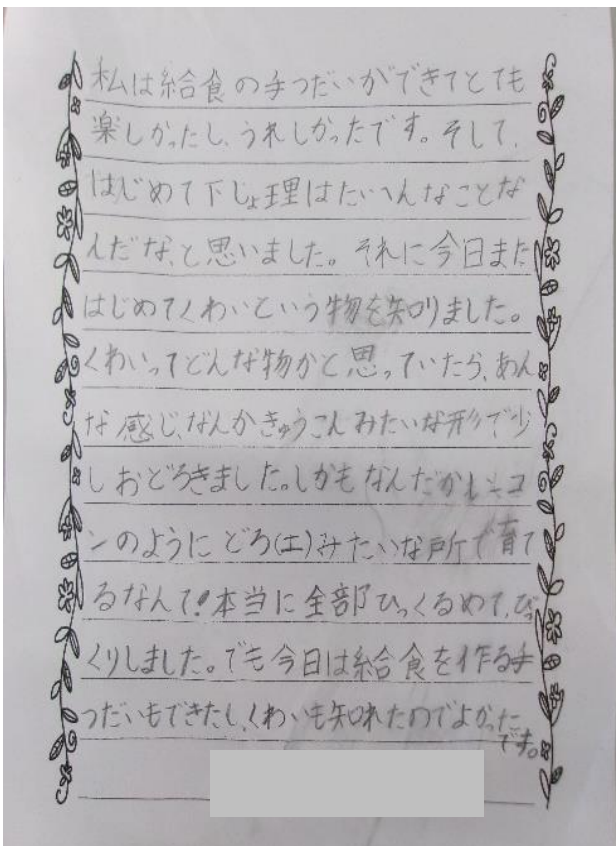 私は給食の手つだいができてとても
楽しかったし、うれしかったです。そして、
はじめて下じょ理はたいへんなことな
んだな、と思いました。それに今日また
はじめてくわいという物を知りました。
くわいってどんな物かと思っていたら、あん
な感じ、なんかきゅうこんみたいな形で少
しおどろきました。しかもなんだかレンコ
ンのようにどろ(土)みたいな所で育て
るなんて!本当に全部ひっくるめて、びっ
くりしました。でも今日は給食を作る手
つだいもできたし、くわいも知れたのでよかった
です。